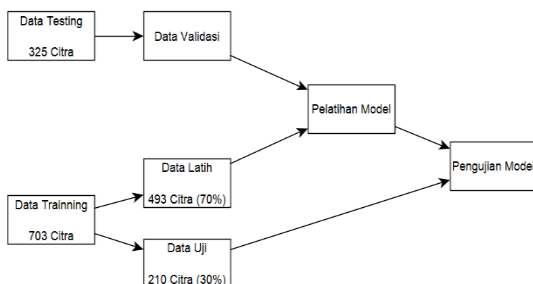 Data Testing
325 Citra
Data Validasi
Pelatihan Model
Data Latih
493 Citra (70%)
Pengujian Model
Data Trainning
703 Citra
Data Uji
210 Citra (30%)